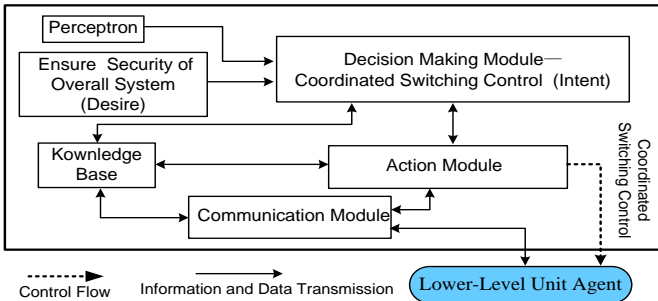 Perceptron
Ensure Security of
Overall System
(Desire)
Decision Making Module—
Coordinated Switching Control (Intent)
Kownledge
Base
Action Module
Communication Module
Coordinated
Switching Control
Control Flow
Information and Data Transmission
Lower-Level Unit Agent